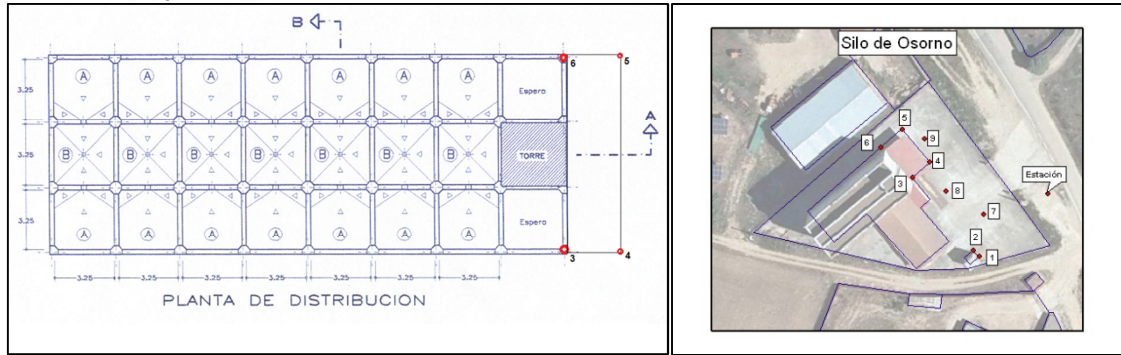 B
6
5
A A A A A A A Espera
3.25
A
B B B B B B B TORRE
3.25
A A A A A A A Espera
3.25
3
4
3.25 3.25 3.25 3.25 3.25 3.25 3.25
PLANTA DE DISTRIBUCION
Silo de Osorno
5
9
6
4
Estación
3
8
7
2
1